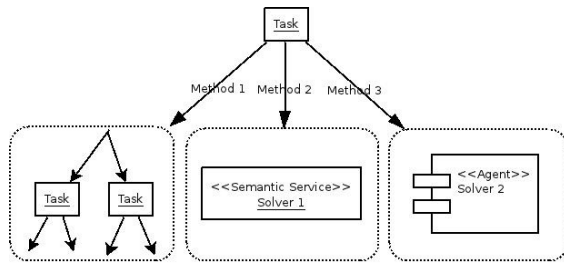 Task
Method 1
Method 2
Method 3
Task
Task
<<Semantic Service>>
Solver 1
<<Agent>>
Solver 2